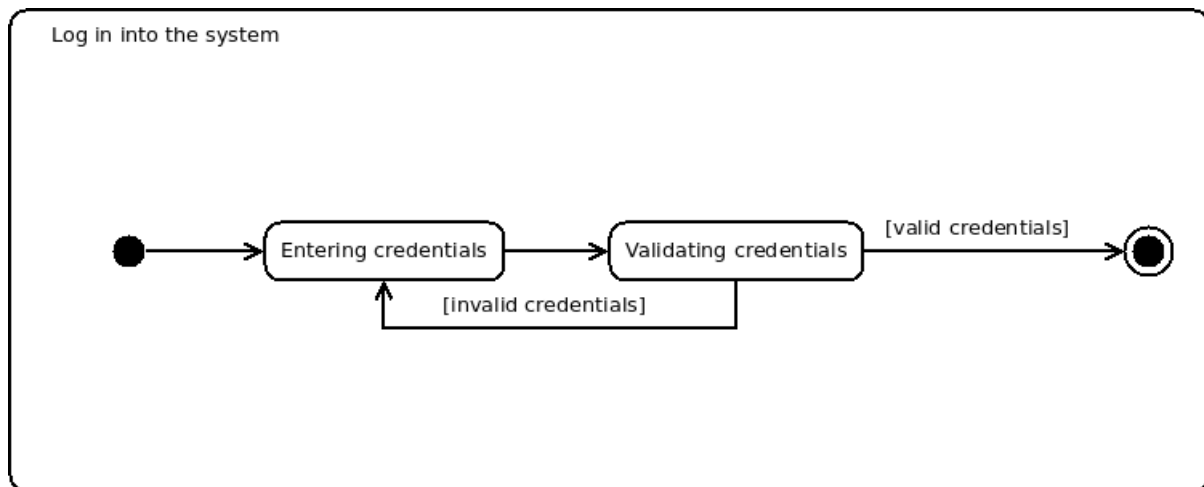 Log in into the system
[valid credentials]
Entering credentials
Validating credentials
[invalid credentials]